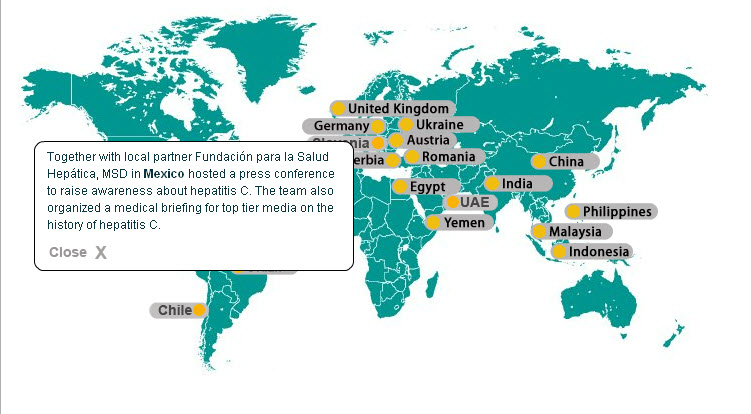 United Kingdom
Germany
Ukraine
Slovenia
Austria
erbia
Romania
China
Egypt
India
UAE
Yemen
Philippines
Malaysia
Indonesia
Together with local partner Fundación para la Salud
Hepática, MSD in Mexico hosted a press conference
to raise awareness about hepatitis C. The team also
organized a medical briefing for top tier media on the
history of hepatitis C.
Close X
Chile